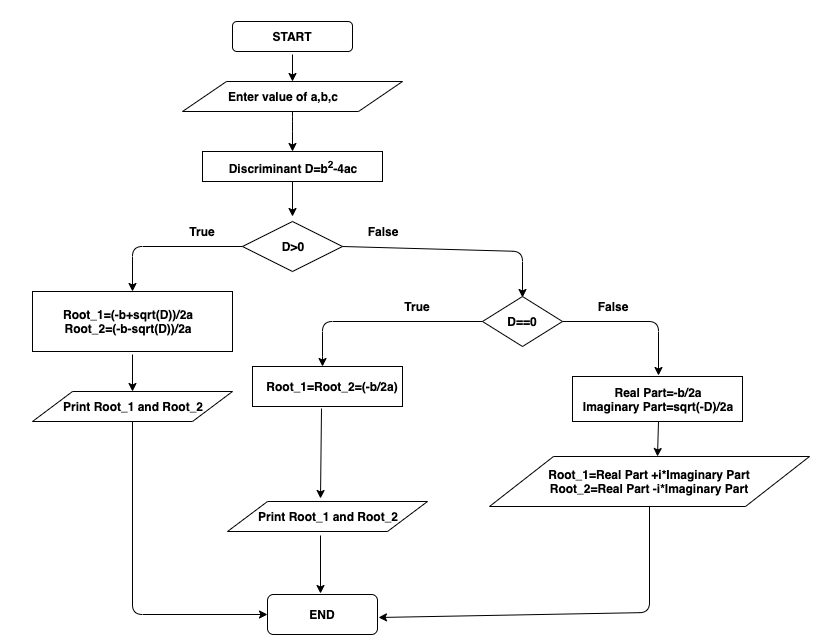 START
Enter value of a,b,c
Discriminant D=b²-4ac
True
False
D>0
Root_1=(-b+sqrt(D))/2a
Root_2=(-b-sqrt(D))/2a
True
False
D==0
Print Root_1 and Root_2
Root_1=Root_2=(-b/2a)
Real Part=-b/2a
Imaginary Part=sqrt(-D)/2a
Root_1=Real Part +i*Imaginary Part
Root_2=Real Part -i*Imaginary Part
Print Root_1 and Root_2
END